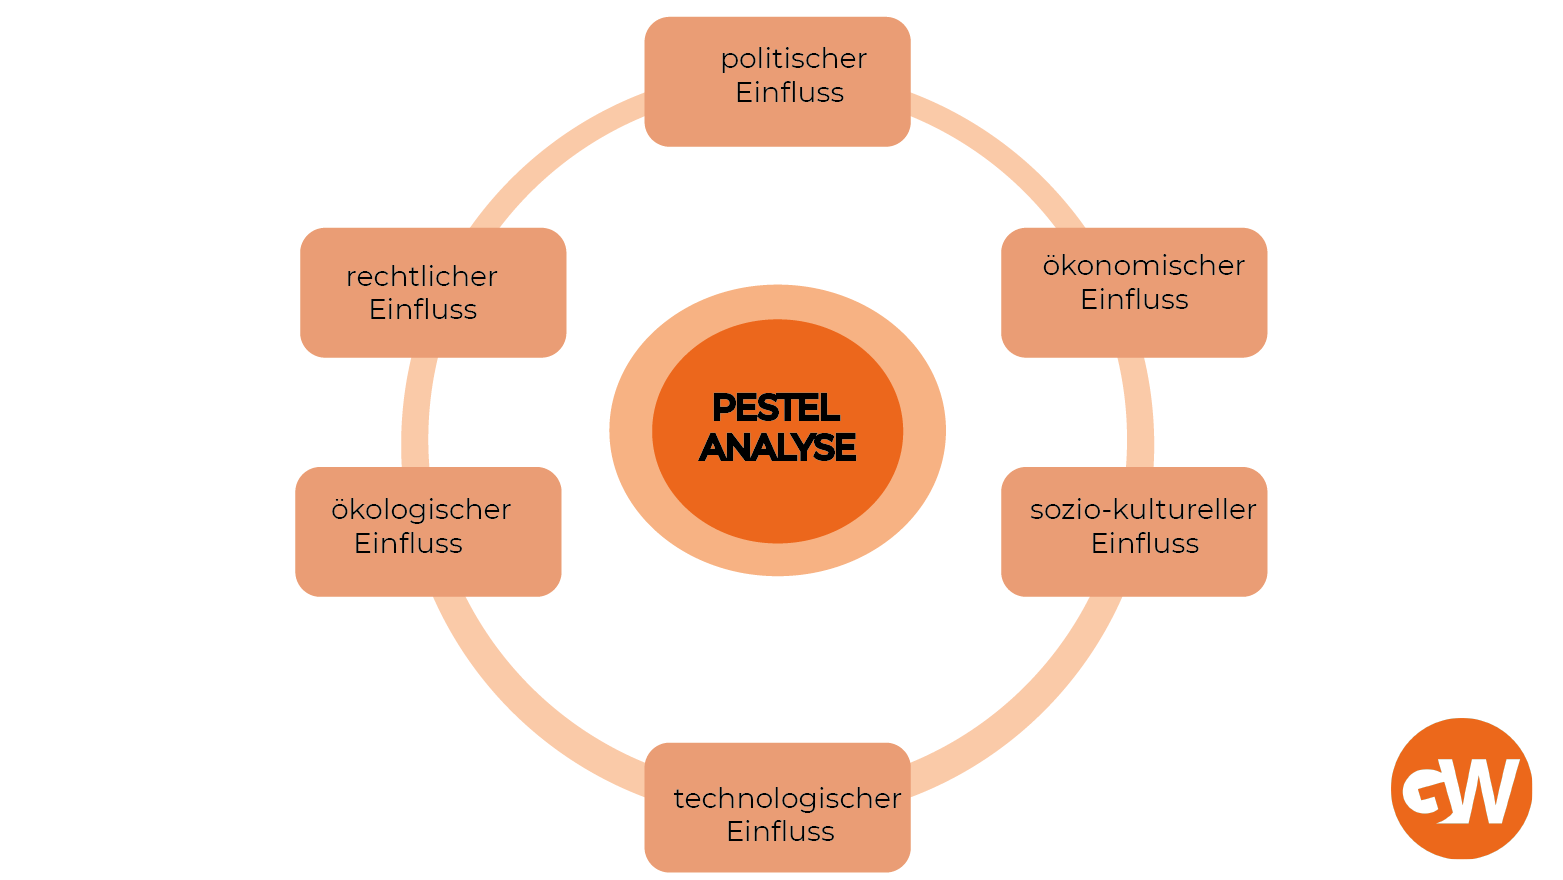 politischer
Einfluss
rechtlicher
Einfluss
ökonomischer
Einfluss
PESTEL
ANALYSE
ökologischer
Einfluss
sozio-kultureller
Einfluss
technologischer
Einfluss
GW